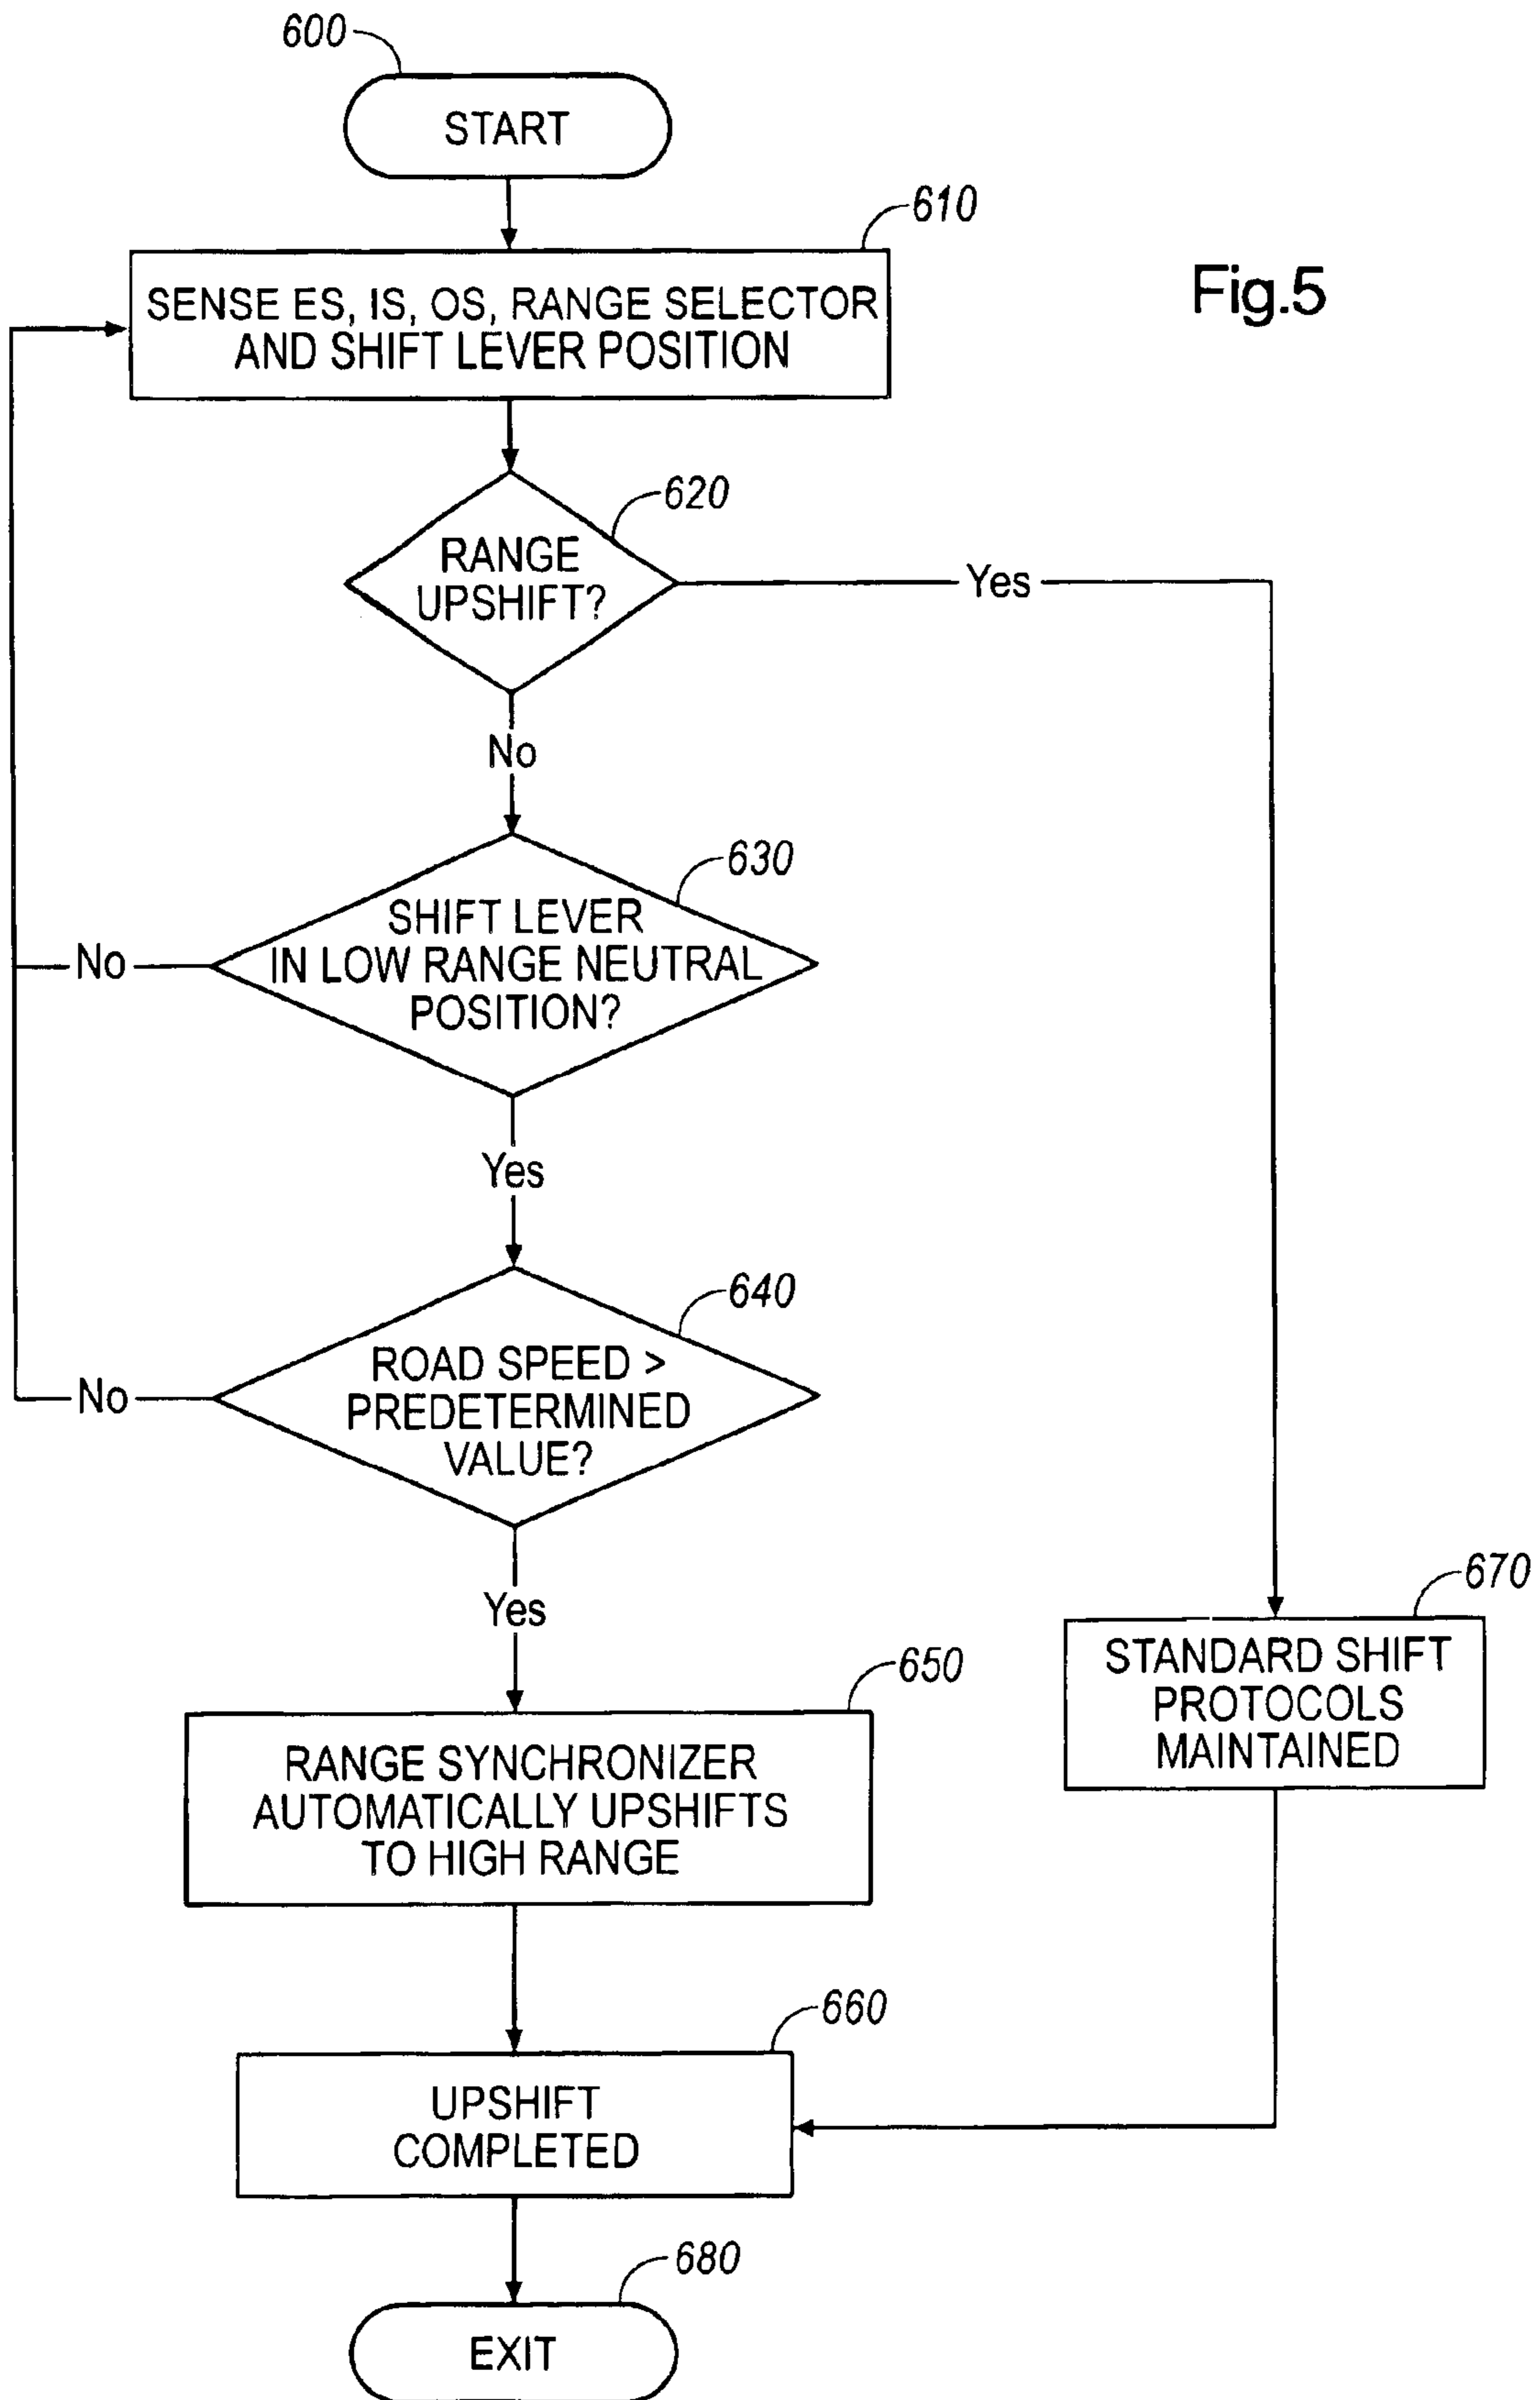 600
START
610
SENSE ES, IS, OS, RANGE SELECTOR
AND SHIFT LEVER POSITION
Fig.5
620
RANGE
UPSHIFT?
Yes
No
630
SHIFT LEVER
IN LOW RANGE NEUTRAL
POSITION?
No
Yes
640
ROAD SPEED >
PREDETERMINED
VALUE?
No
Yes
650
RANGE SYNCHRONIZER
AUTOMATICALLY UPSHIFTS
TO HIGH RANGE
670
STANDARD SHIFT
PROTOCOLS
MAINTAINED
660
UPSHIFT
COMPLETED
680
EXIT